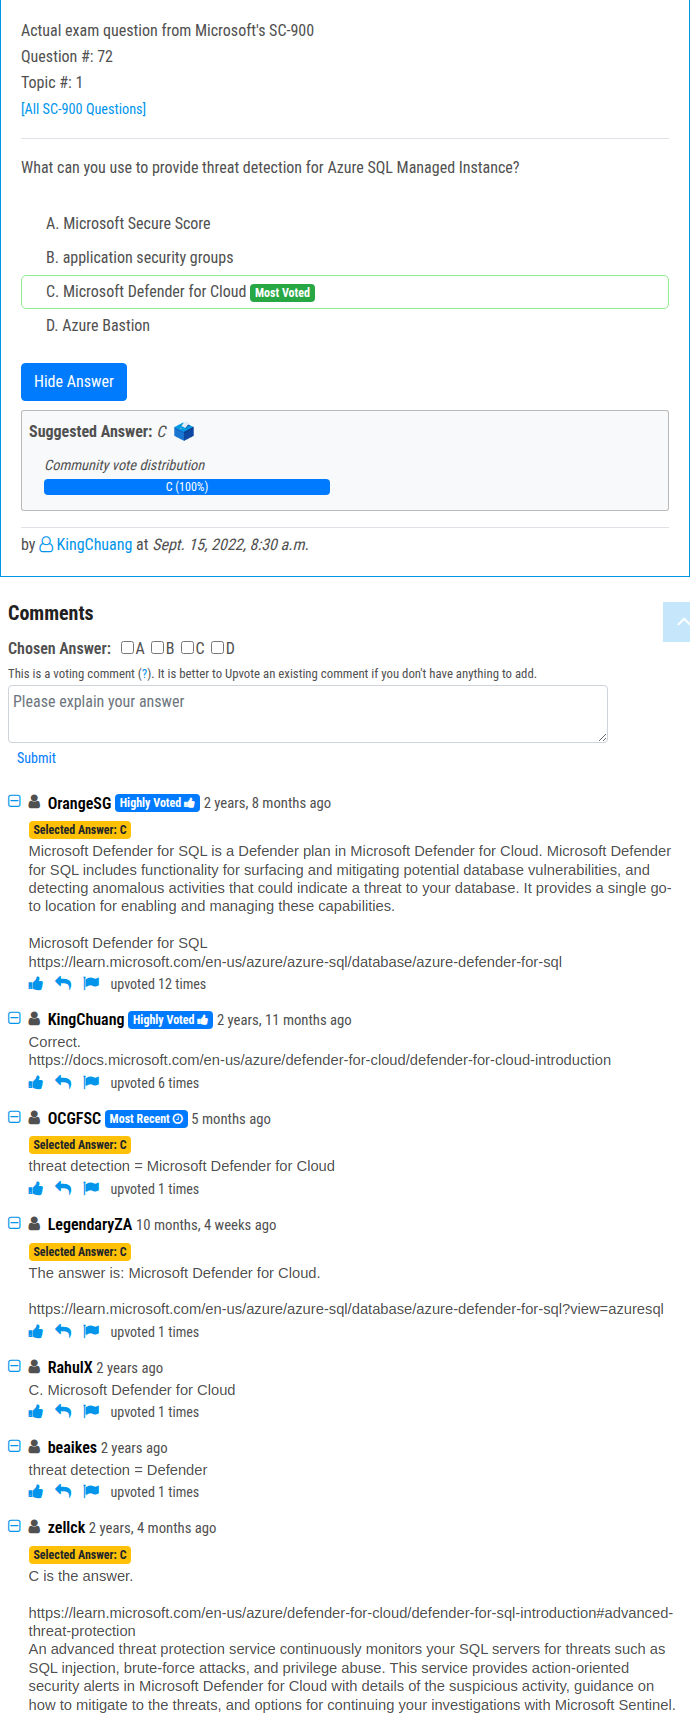 Actual exam question from Microsoft's SC-900
Question #: 72
Topic #: 1
[All SC-900 Questions]
What can you use to provide threat detection for Azure SQL Managed Instance?
A. Microsoft Secure Score
B. application security groups
C. Microsoft Defender for Cloud Most Voted
D. Azure Bastion
Hide Answer
Suggested Answer: C
Community vote distribution
C (100%)
by KingChuang at Sept. 15, 2022, 8:30 a.m.
Comments
Chosen Answer: A B C D
This is a voting comment (?). It is better to Upvote an existing comment if you don't have anything to add.
Please explain your answer
Submit
OrangeSG Highly Voted 2 years, 8 months ago
Selected Answer: C
Microsoft Defender for SQL is a Defender plan in Microsoft Defender for Cloud. Microsoft Defender
for SQL includes functionality for surfacing and mitigating potential database vulnerabilities, and
detecting anomalous activities that could indicate a threat to your database. It provides a single go-
to location for enabling and managing these capabilities.
Microsoft Defender for SQL
https://learn.microsoft.com/en-us/azure/azure-sql/database/azure-defender-for-sql
upvoted 12 times
KingChuang Highly Voted 2 years, 11 months ago
Correct.
https://docs.microsoft.com/en-us/azure/defender-for-cloud/defender-for-cloud-introduction
upvoted 6 times
OCGFSC Most Recent 5 months ago
Selected Answer: C
threat detection = Microsoft Defender for Cloud
upvoted 1 times
LegendaryZA 10 months, 4 weeks ago
Selected Answer: C
The answer is: Microsoft Defender for Cloud.
https://learn.microsoft.com/en-us/azure/azure-sql/database/azure-defender-for-sql?view=azuresql
upvoted 1 times
RahulX 2 years ago
C. Microsoft Defender for Cloud
upvoted 1 times
beaikes 2 years ago
threat detection = Defender
upvoted 1 times
zellck 2 years, 4 months ago
Selected Answer: C
C is the answer.
https://learn.microsoft.com/en-us/azure/defender-for-cloud/defender-for-sql-introduction#advanced-
threat-protection
An advanced threat protection service continuously monitors your SQL servers for threats such as
SQL injection, brute-force attacks, and privilege abuse. This service provides action-oriented
security alerts in Microsoft Defender for Cloud with details of the suspicious activity, guidance on
how to mitigate to the threats, and options for continuing your investigations with Microsoft Sentinel.